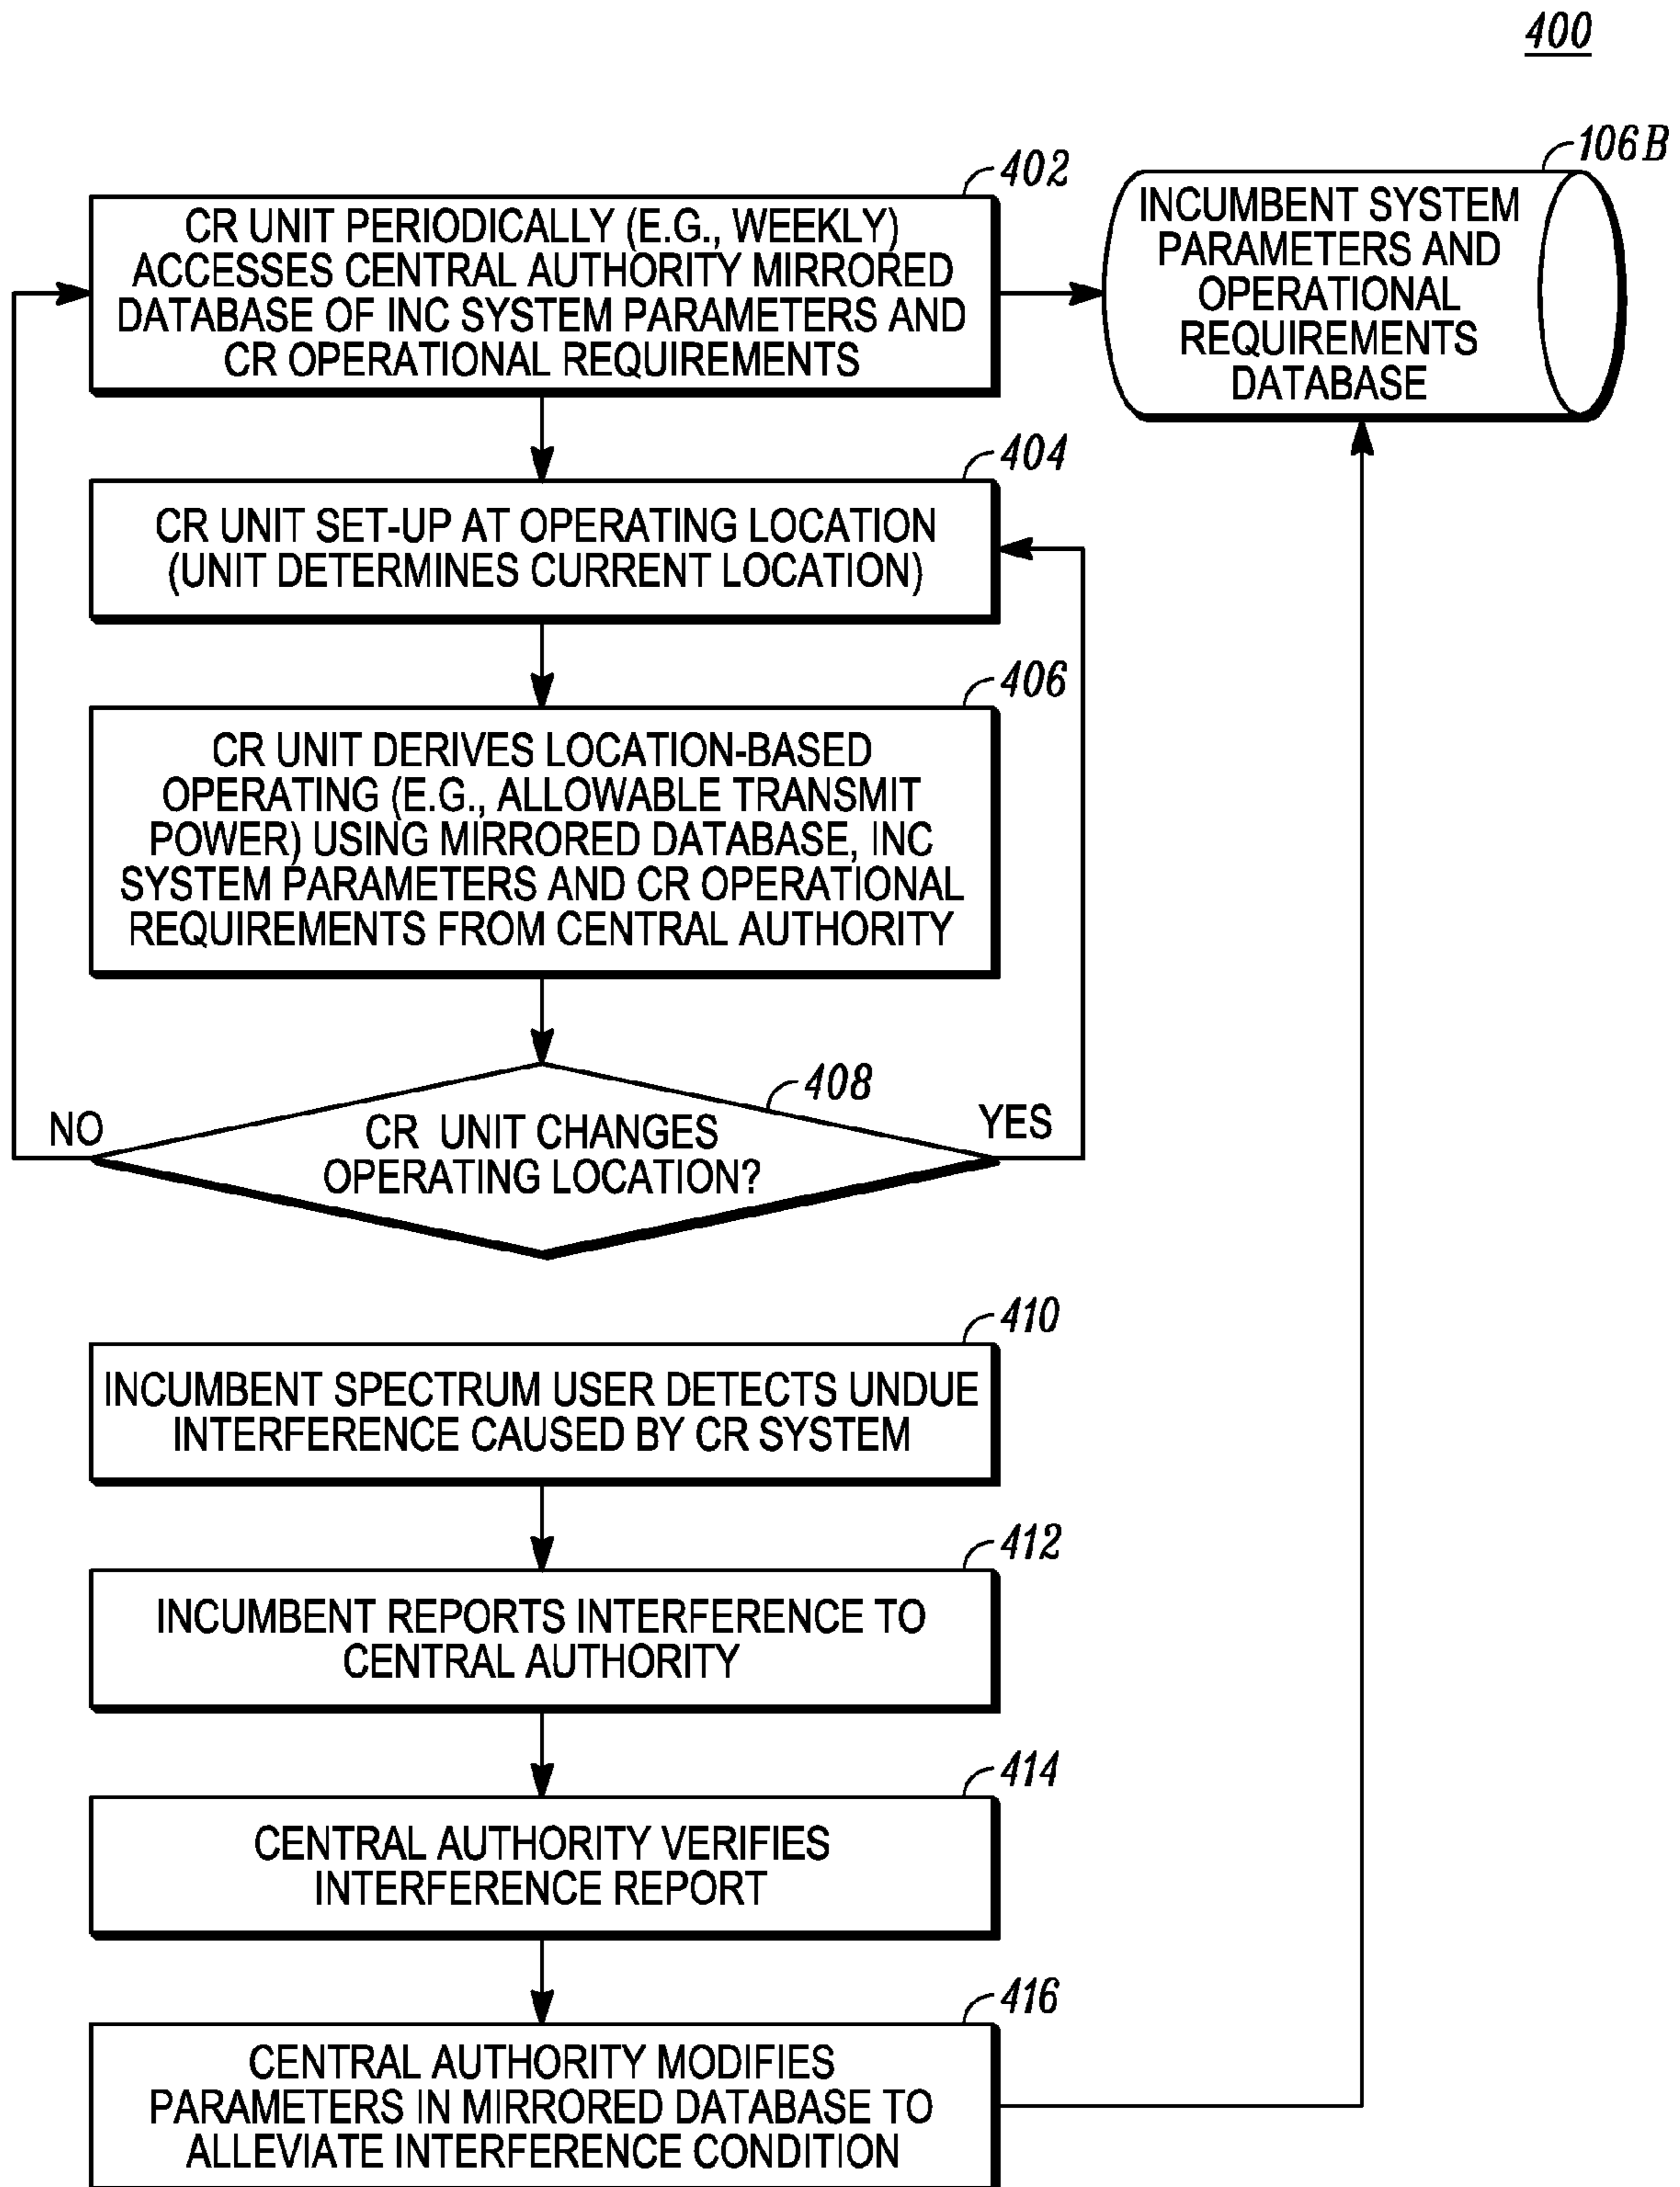 400
402
CR UNIT PERIODICALLY (E.G., WEEKLY)
ACCESSES CENTRAL AUTHORITY MIRRORED
DATABASE OF INC SYSTEM PARAMETERS AND
CR OPERATIONAL REQUIREMENTS
106B
INCUMBENT SYSTEM
PARAMETERS AND
OPERATIONAL
REQUIREMENTS
DATABASE
404
CR UNIT SET-UP AT OPERATING LOCATION
(UNIT DETERMINES CURRENT LOCATION)
406
CR UNIT DERIVES LOCATION-BASED
OPERATING (E.G., ALLOWABLE TRANSMIT
POWER) USING MIRRORED DATABASE, INC
SYSTEM PARAMETERS AND CR OPERATIONAL
REQUIREMENTS FROM CENTRAL AUTHORITY
408
NO
CR UNIT CHANGES
OPERATING LOCATION?
YES
410
INCUMBENT SPECTRUM USER DETECTS UNDUE
INTERFERENCE CAUSED BY CR SYSTEM
412
INCUMBENT REPORTS INTERFERENCE TO
CENTRAL AUTHORITY
414
CENTRAL AUTHORITY VERIFIES
INTERFERENCE REPORT
416
CENTRAL AUTHORITY MODIFIES
PARAMETERS IN MIRRORED DATABASE TO
ALLEVIATE INTERFERENCE CONDITION